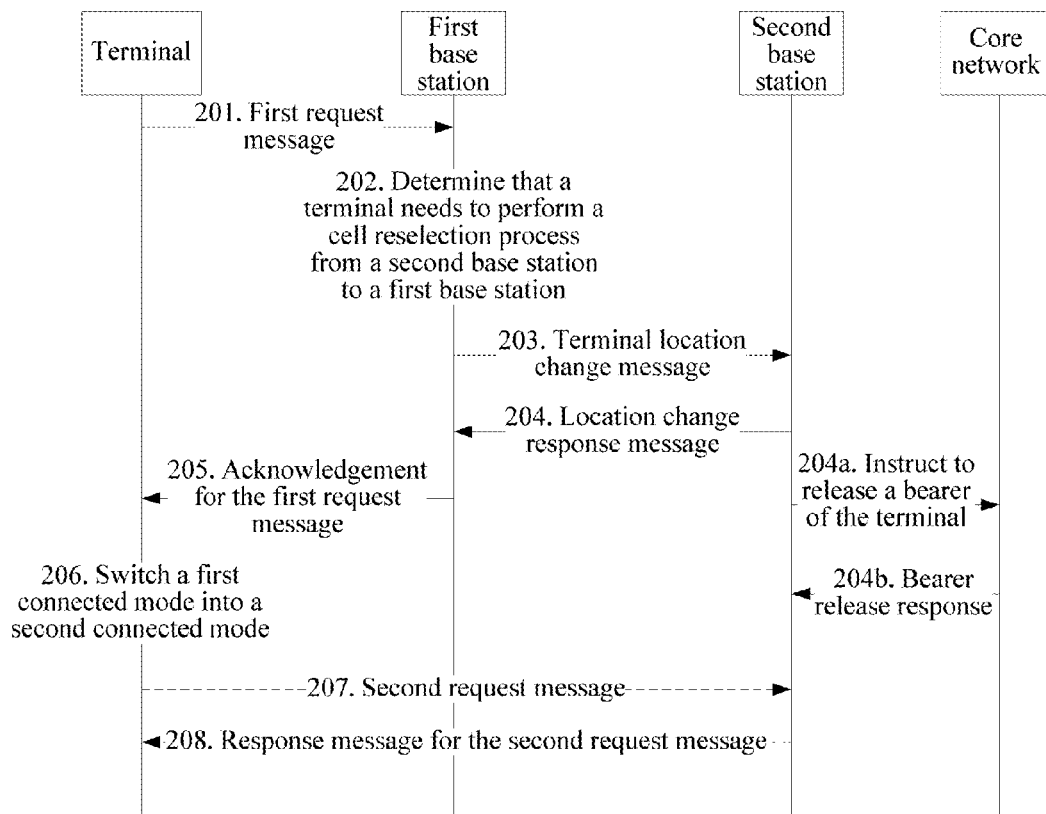 Terminal
First
base
station
Second
base
station
Core
network
201. First request
message
202. Determine that a
terminal needs to perform a
cell reselection process
from a second base station
to a first base station
203. Terminal location
change message
204. Location change
response message
205. Acknowledgement
for the first request
message
204a. Instruct to
release a bearer
of the terminal
206. Switch a first
connected mode into a
second connected mode
204b. Bearer
release response
207. Second request message
208. Response message for the second request message